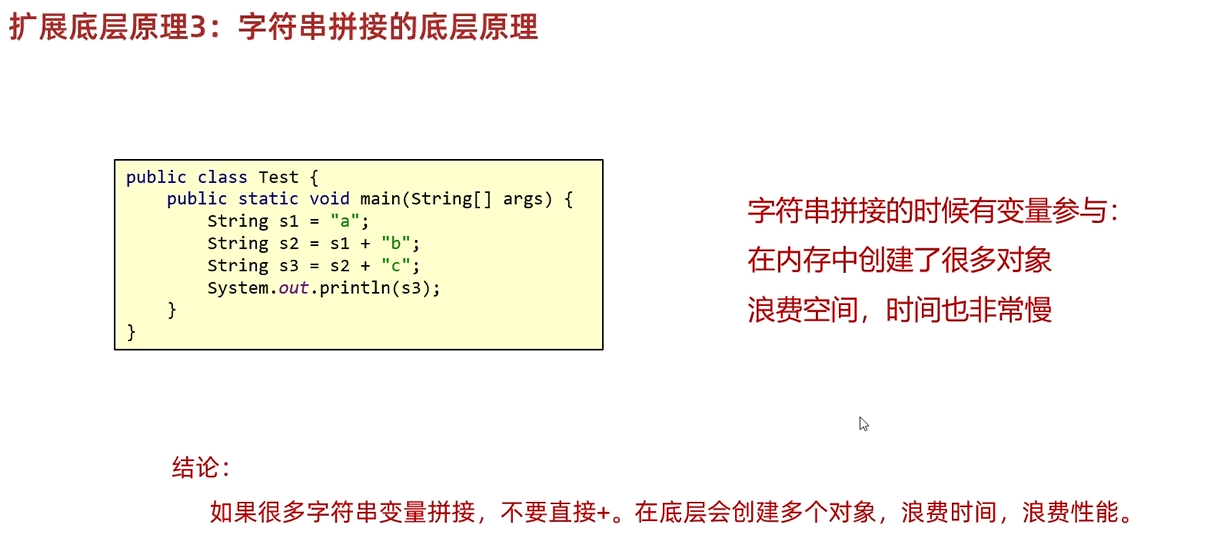 扩展底层原理3：字符串拼接的底层原理
public class Test {
    public static void main(String[] args) {
        String s1 = "a";
        String s2 = s1 + "b";
        String s3 = s2 + "c";
        System.out.println(s3);
    }
}
字符串拼接的时候有变量参与：
在内存中创建了很多对象
浪费空间，时间也非常慢
结论：
如果很多字符串变量拼接，不要直接+。在底层会创建多个对象，浪费时间，浪费性能。